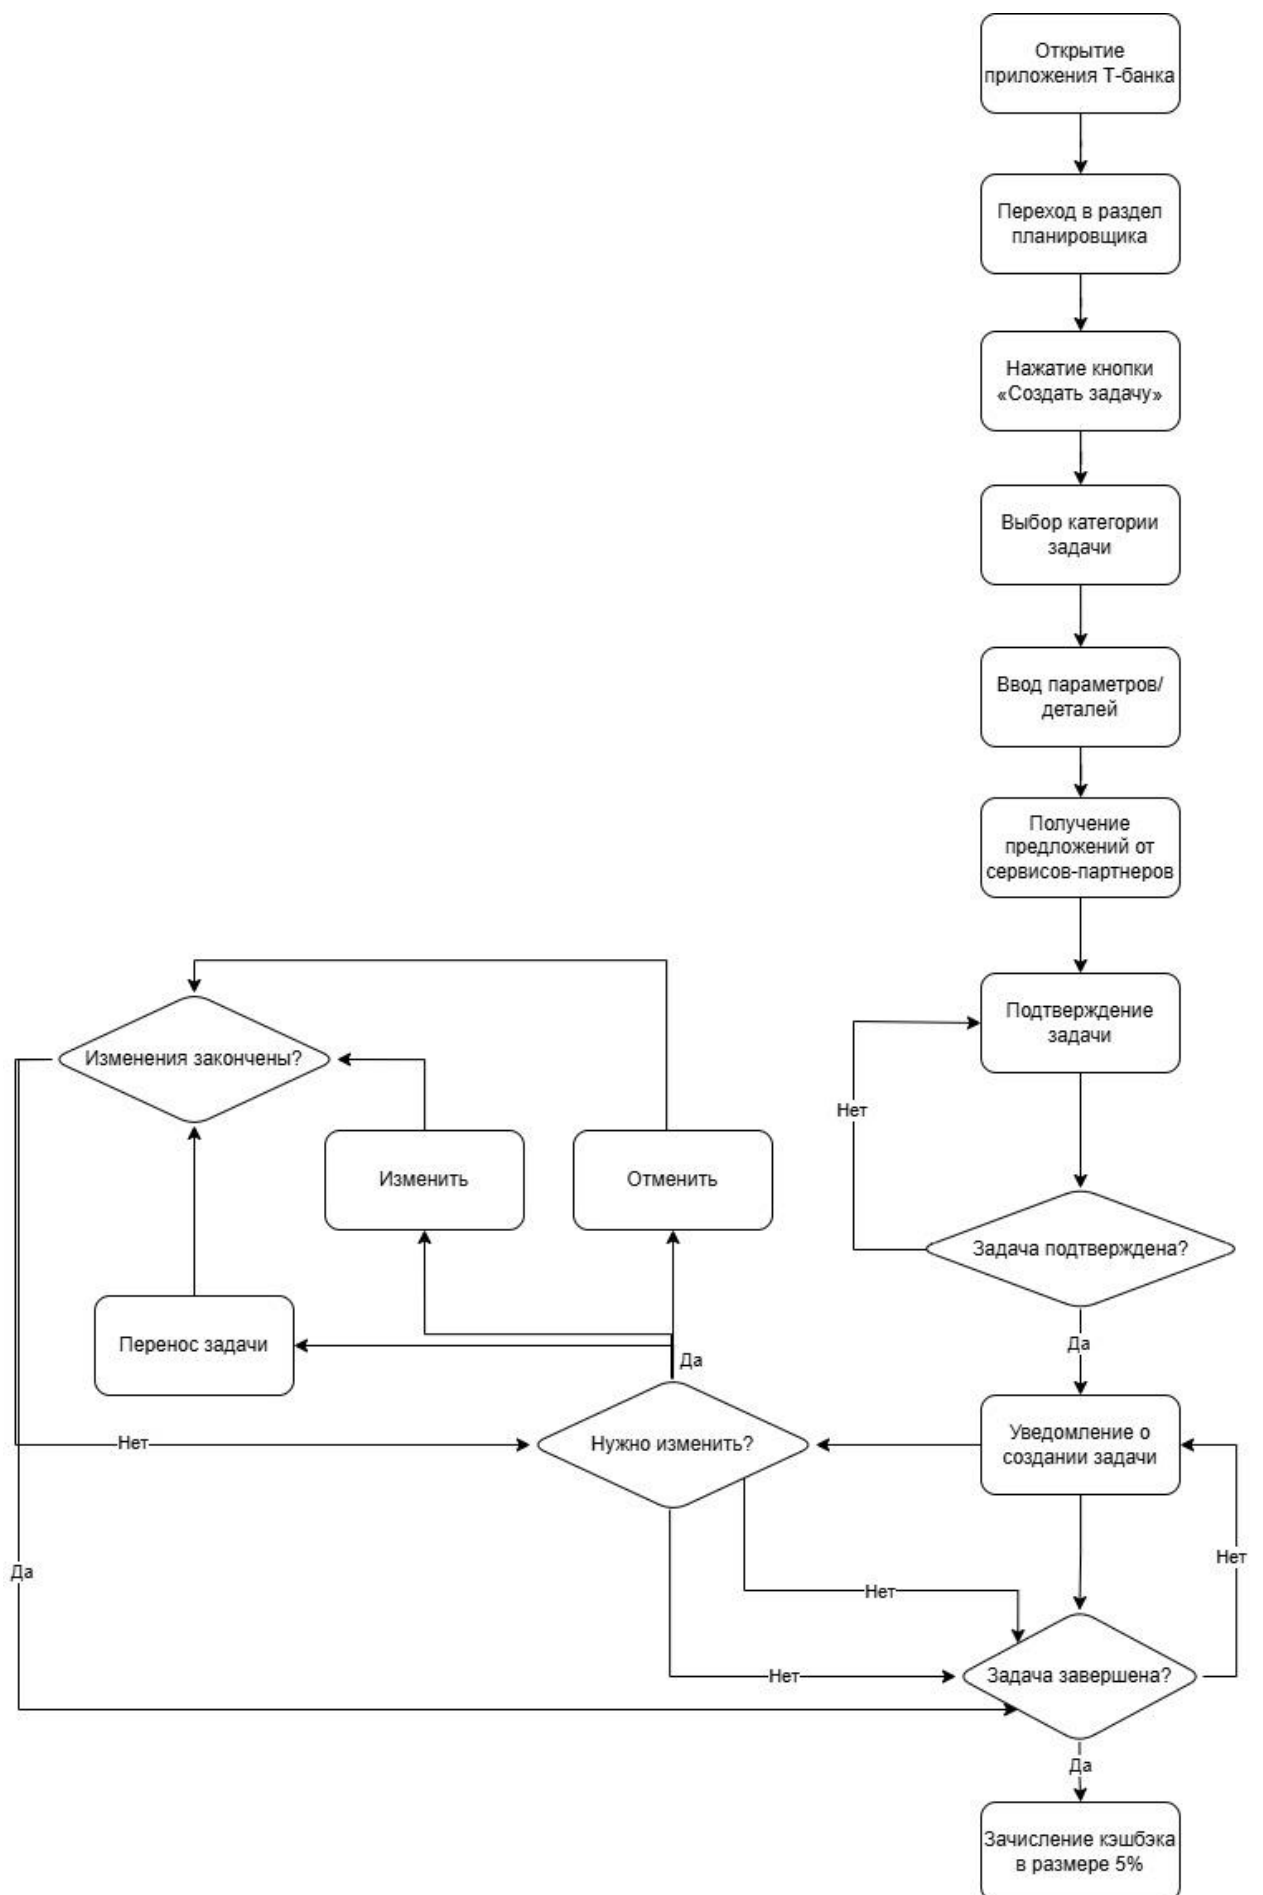 Открытие
приложения Т-банка
Переход в раздел
планировщика
Нажатие кнопки
«Создать задачу»
Выбор категории
задачи
Ввод параметров/
деталей
Получение
предложений от
сервисов-партнеров
Подтверждение
задачи
Изменения закончены?
Нет
Изменить
Отменить
Задача подтверждена?
Перенос задачи
Да
Да
Нет
Нужно изменить?
Уведомление о
создании задачи
Нет
Да
Нет
Нет
Задача завершена?
Да
Зачисление кэшбэка
в размере 5%